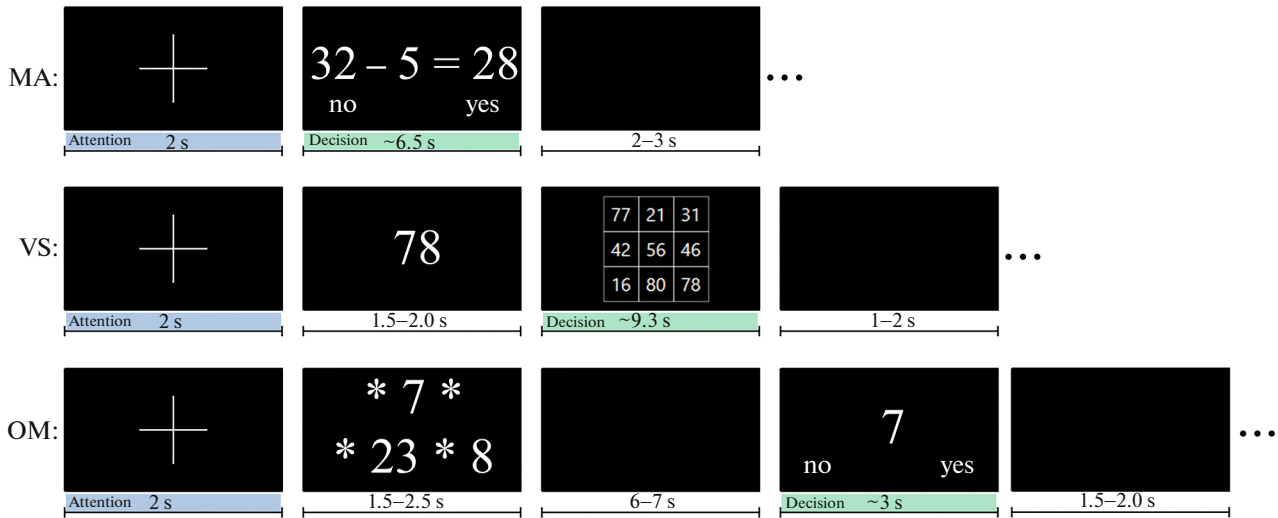 MA:
32 – 5 = 28
no yes
...
Attention 2 s
Decision ~6.5 s
2–3 s
VS:
78
77 21 31
42 56 46
16 80 78
...
Attention 2 s
1.5–2.0 s
Decision ~9.3 s
1–2 s
OM:
* 7 *
* 23 * 8
7
no yes
...
Attention 2 s
1.5–2.5 s
6–7 s
Decision ~3 s
1.5–2.0 s